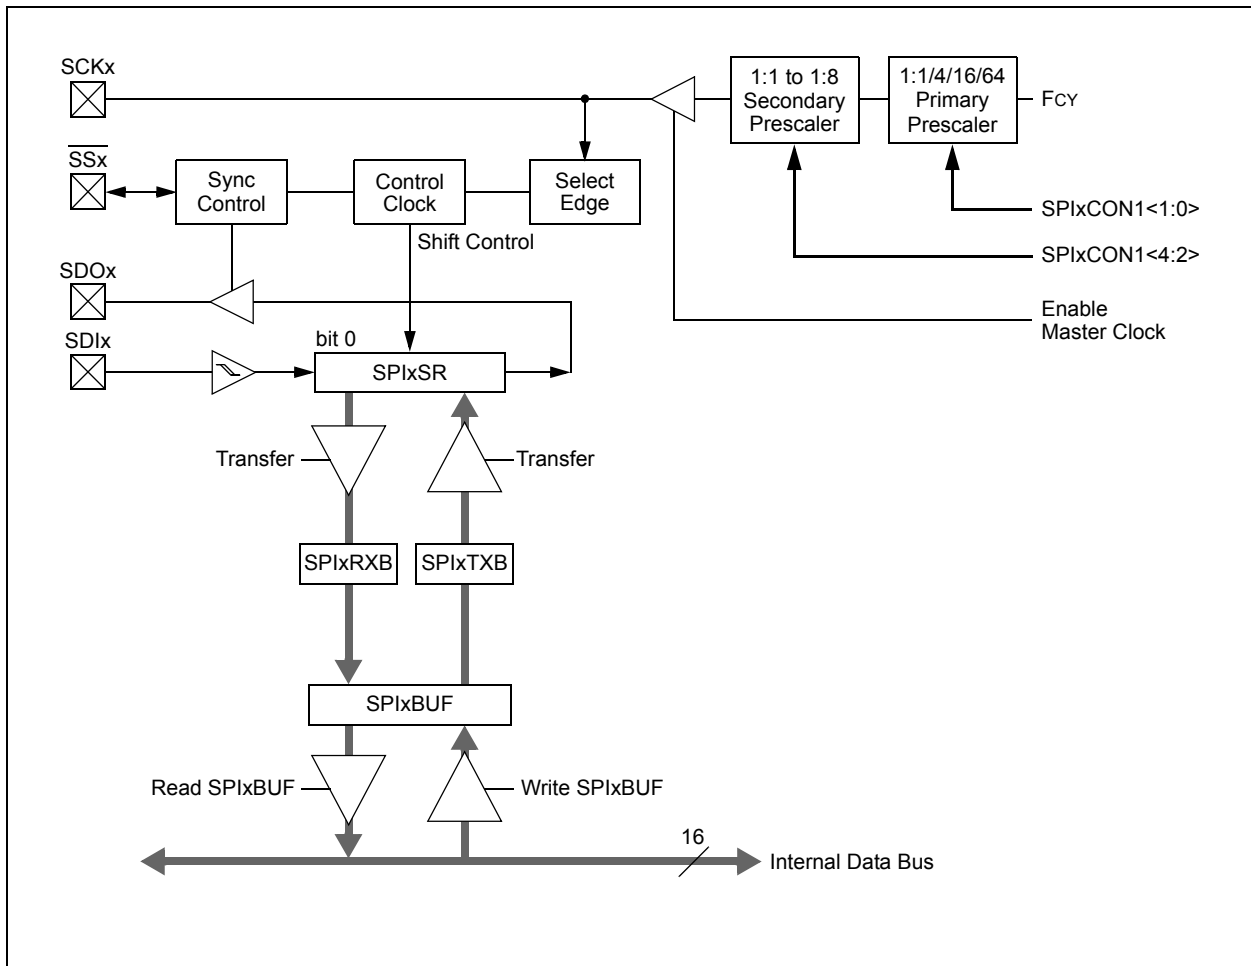 SCKx
1:1 to 1:8
Secondary
Prescaler
1:1/4/16/64
Primary
Prescaler
FCY
SSx
Sync
Control
Control
Clock
Select
Edge
SPIxCON1<1:0>
Shift Control
SPIxCON1<4:2>
SDOx
Enable
Master Clock
SDIx
bit 0
SPIxSR
Transfer
Transfer
SPIxRXB
SPIxTXB
SPIxBUF
Read SPIxBUF
Write SPIxBUF
16
Internal Data Bus